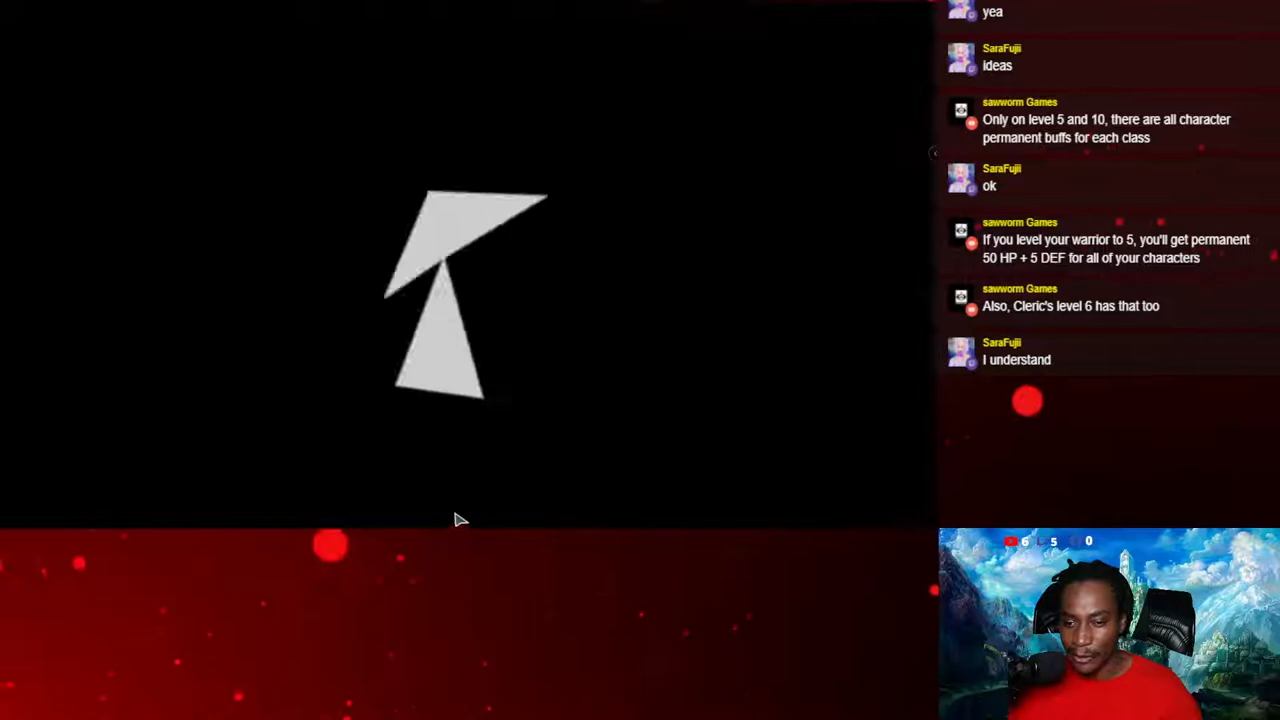 yea
SaraFujii
ideas
sawworm Games
Only on level 5 and 10, there are all character
permanent buffs for each class
SaraFujii
ok
sawworm Games
If you level your warrior to 5, you'll get permanent
50 HP + 5 DEF for all of your characters
sawworm Games
Also, Cleric's level 6 has that too
SaraFujii
I understand
6 5 0